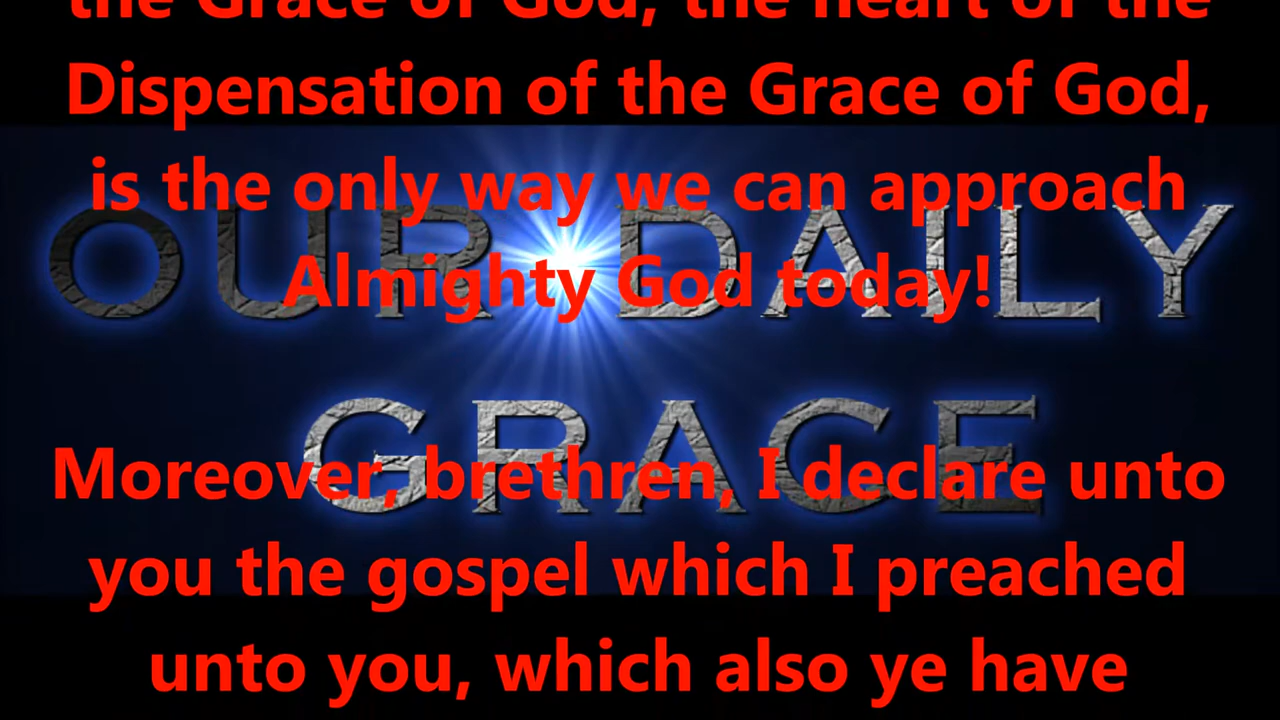 the Grace of God, the heart of the
Dispensation of the Grace of God,
is the only way we can approach
Almighty God today!
Moreover, brethren, I declare unto
you the gospel which I preached
unto you, which also ye have
OUR DAILY
GRACE